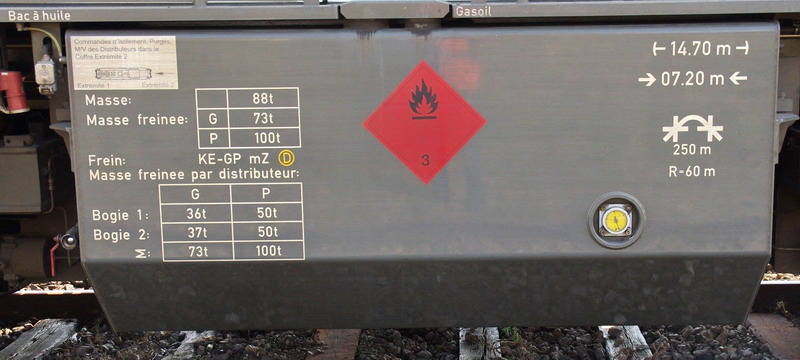 Bac à huile
Gasoil
Commandes d'Isollement, Purges,
M/V des Distributeurs dans le
Coffre Extrémité 2
Extrémité 1 Extrémité 2
Masse: 88t
Masse freinee: G 73t
P 100t
Frein: KE-GP mZ D
Masse freinee par distributeur:
G P
Bogie 1: 36t 50t
Bogie 2: 37t 50t
Σ: 73t 100t
3
14.70 m
07.20 m
250 m
R-60 m